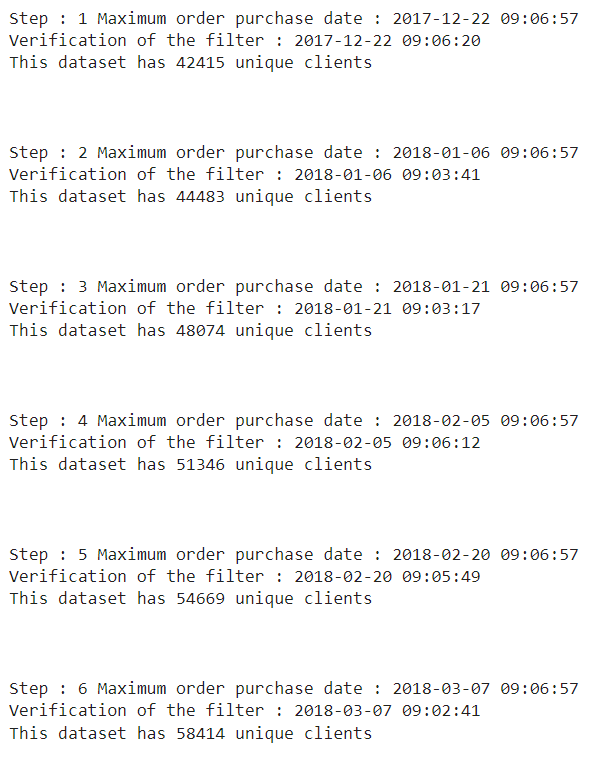 Step : 1 Maximum order purchase date : 2017-12-22 09:06:57
Verification of the filter : 2017-12-22 09:06:20
This dataset has 42415 unique clients
Step : 2 Maximum order purchase date : 2018-01-06 09:06:57
Verification of the filter : 2018-01-06 09:03:41
This dataset has 44483 unique clients
Step : 3 Maximum order purchase date : 2018-01-21 09:06:57
Verification of the filter : 2018-01-21 09:03:17
This dataset has 48074 unique clients
Step : 4 Maximum order purchase date : 2018-02-05 09:06:57
Verification of the filter : 2018-02-05 09:06:12
This dataset has 51346 unique clients
Step : 5 Maximum order purchase date : 2018-02-20 09:06:57
Verification of the filter : 2018-02-20 09:05:49
This dataset has 54669 unique clients
Step : 6 Maximum order purchase date : 2018-03-07 09:06:57
Verification of the filter : 2018-03-07 09:02:41
This dataset has 58414 unique clients